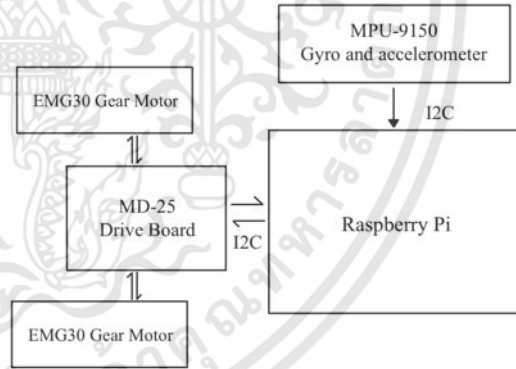 MPU-9150
Gyro and accelerometer
I2C
EMG30 Gear Motor
MD-25
Drive Board
I2C
Raspberry Pi
EMG30 Gear Motor